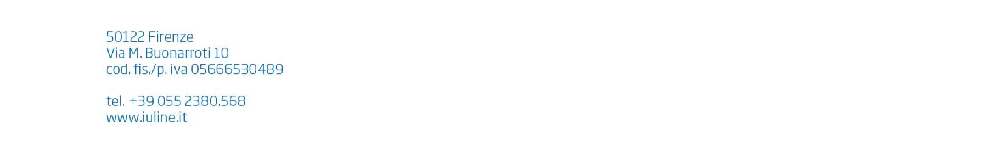 50122 Firenze
Via M. Buonarroti 10
cod. fis./p. iva 05666530489
tel. +39 055 2380.568
www.iuline.it